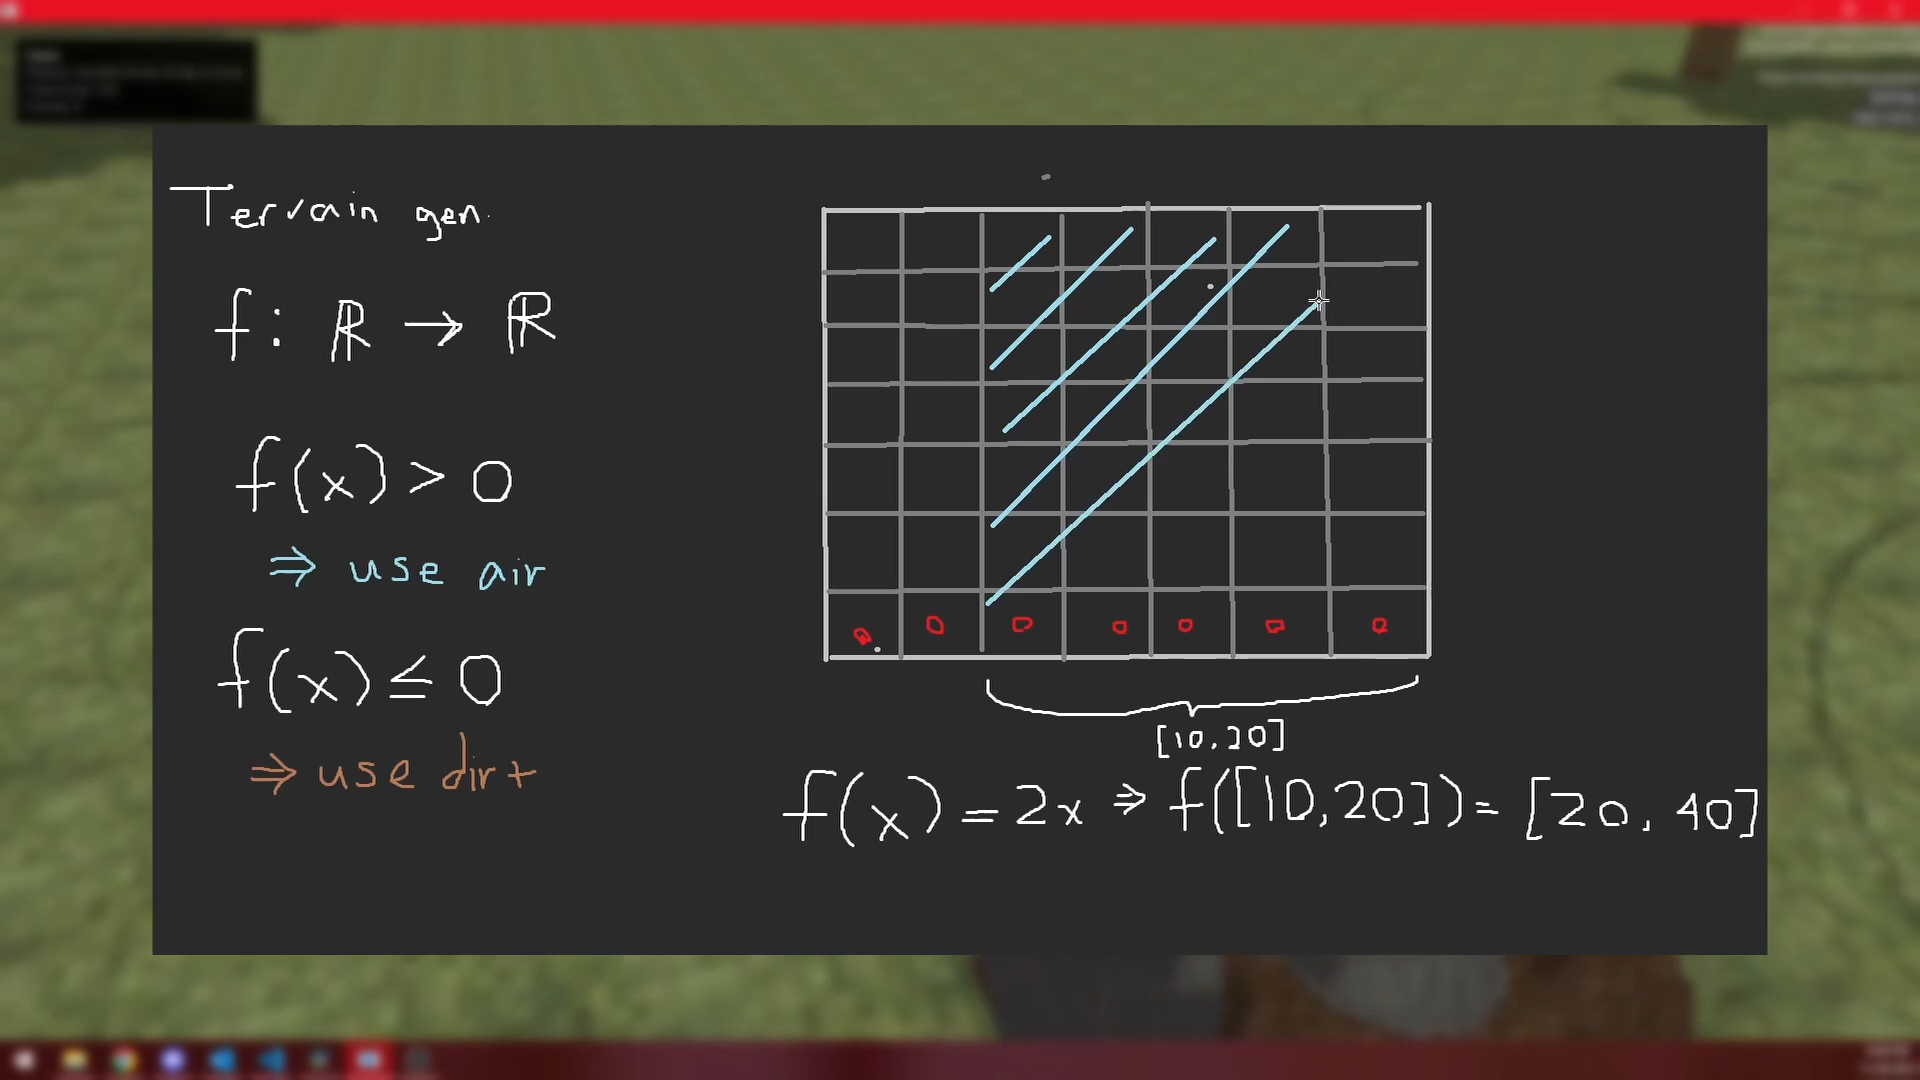 Terrain gen
f: ℝ → ℝ
f(x) > 0
⇒ use air
f(x) ≤ 0
⇒ use dirt
[10,20]
f(x) = 2x ⇒ f([10,20]) = [20,40]